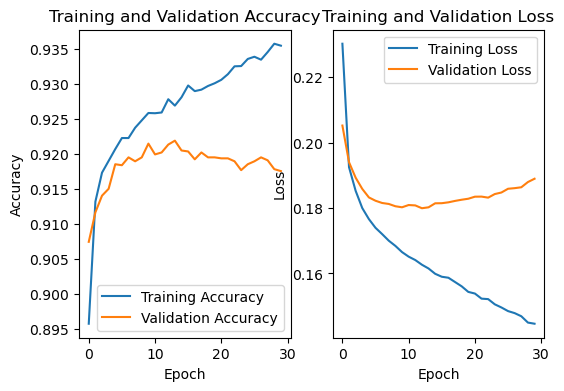 Training and Validation Accuracy
0.935
0.930
0.925
0.920
0.915
0.910
0.905
0.900
0.895
Accuracy
Training Accuracy
Validation Accuracy
0 10 20 30
Epoch
Training and Validation Loss
0.22
0.20
0.18
0.16
Loss
Training Loss
Validation Loss
0 10 20 30
Epoch